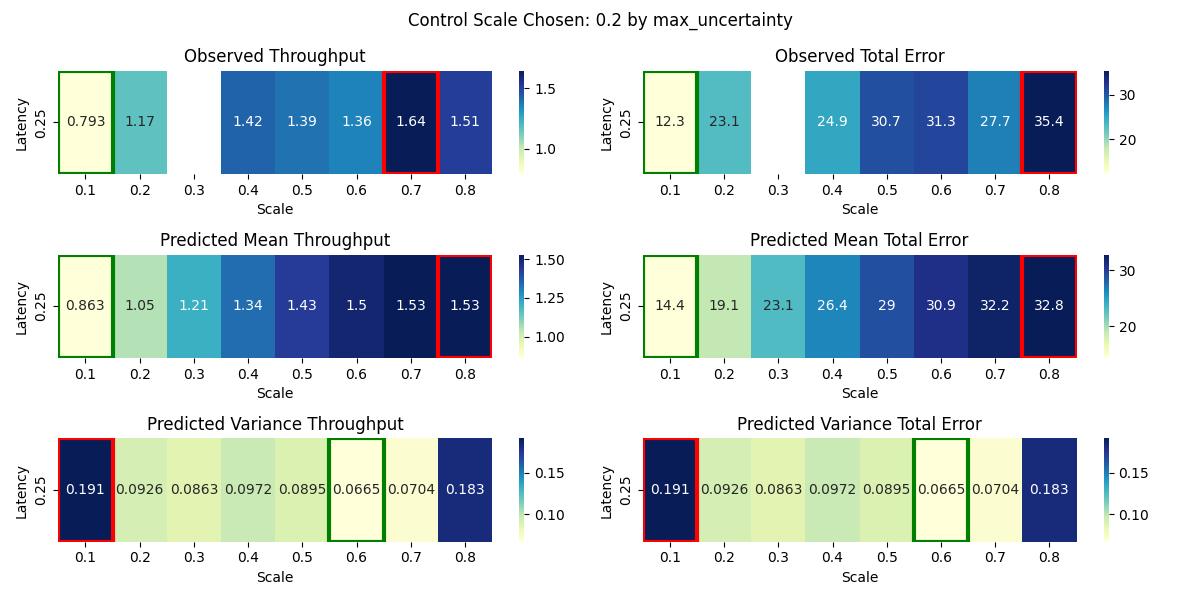 Control Scale Chosen: 0.2 by max_uncertainty
Observed Throughput
Latency
0.25
0.793 1.17 1.42 1.39 1.36 1.64 1.51
1.5
1.0
0.1 0.2 0.3 0.4 0.5 0.6 0.7 0.8
Scale
Observed Total Error
Latency
0.25
12.3 23.1 24.9 30.7 31.3 27.7 35.4
30
20
0.1 0.2 0.3 0.4 0.5 0.6 0.7 0.8
Scale
Predicted Mean Throughput
Latency
0.25
0.863 1.05 1.21 1.34 1.43 1.5 1.53 1.53
1.50
1.25
1.00
0.1 0.2 0.3 0.4 0.5 0.6 0.7 0.8
Scale
Predicted Mean Total Error
Latency
0.25
14.4 19.1 23.1 26.4 29 30.9 32.2 32.8
30
20
0.1 0.2 0.3 0.4 0.5 0.6 0.7 0.8
Scale
Predicted Variance Throughput
Latency
0.25
0.191 0.0926 0.0863 0.0972 0.0895 0.0665 0.0704 0.183
0.15
0.10
0.1 0.2 0.3 0.4 0.5 0.6 0.7 0.8
Scale
Predicted Variance Total Error
Latency
0.25
0.191 0.0926 0.0863 0.0972 0.0895 0.0665 0.0704 0.183
0.15
0.10
0.1 0.2 0.3 0.4 0.5 0.6 0.7 0.8
Scale